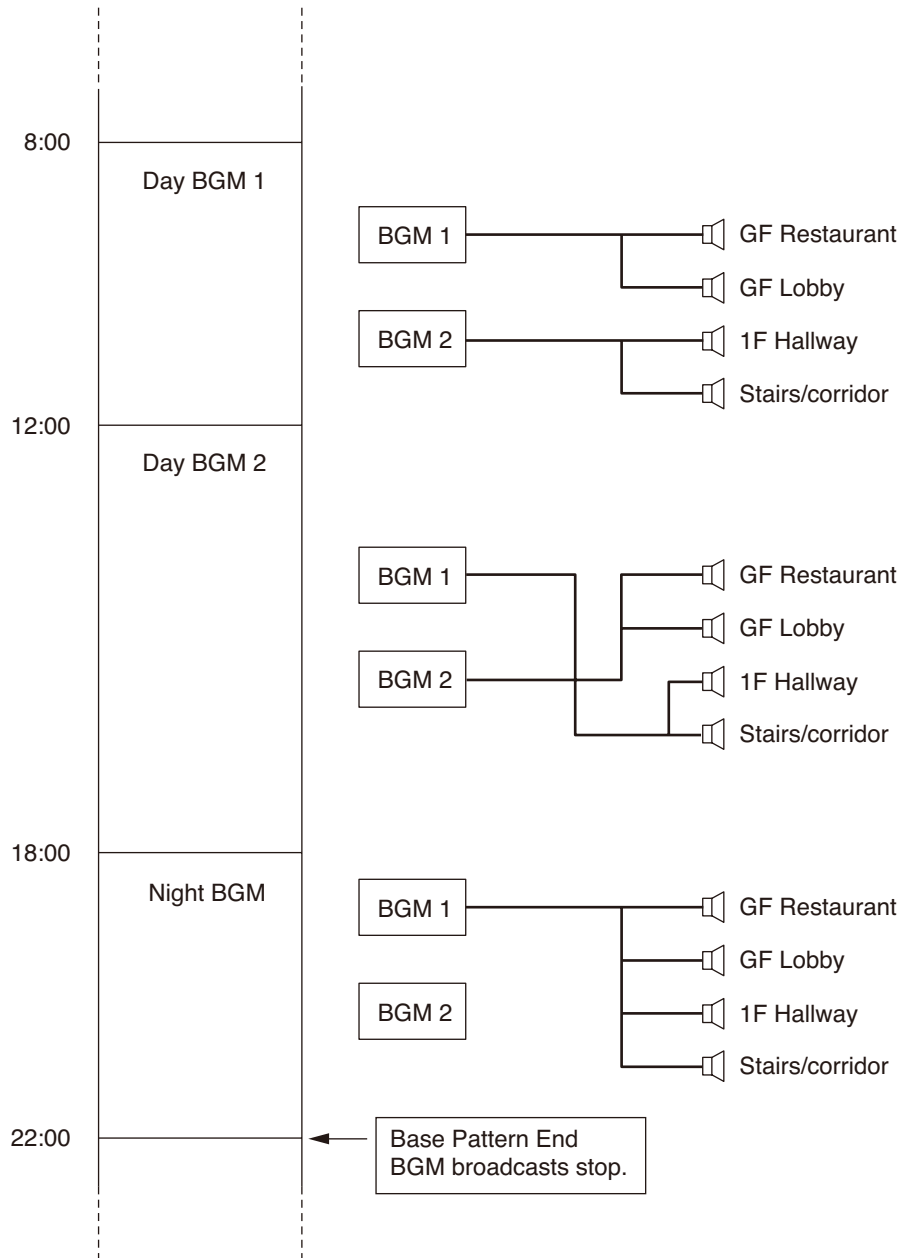 8:00
Day BGM 1
BGM 1
GF Restaurant
GF Lobby
BGM 2
1F Hallway
Stairs/corridor
12:00
Day BGM 2
BGM 1
GF Restaurant
GF Lobby
BGM 2
1F Hallway
Stairs/corridor
18:00
Night BGM
BGM 1
GF Restaurant
GF Lobby
BGM 2
1F Hallway
Stairs/corridor
22:00
Base Pattern End
BGM broadcasts stop.